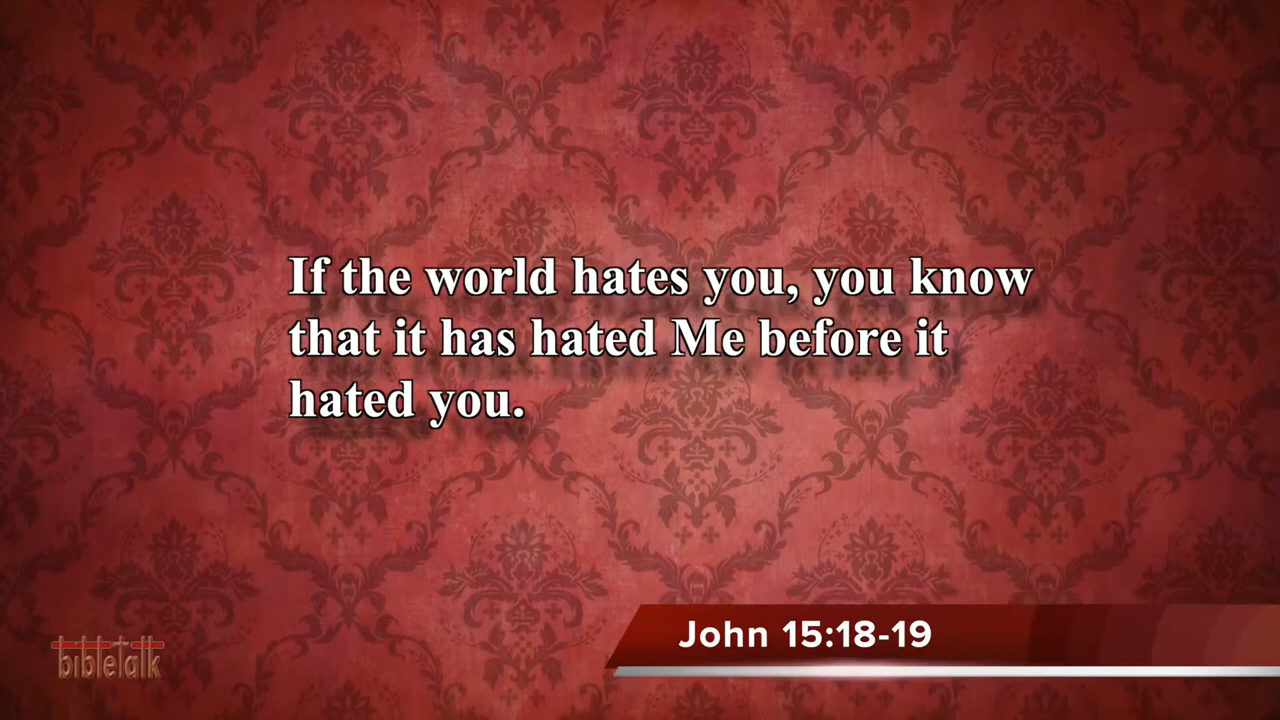 If the world hates you, you know
that it has hated Me before it
hated you.
John 15:18-19
bibletalk